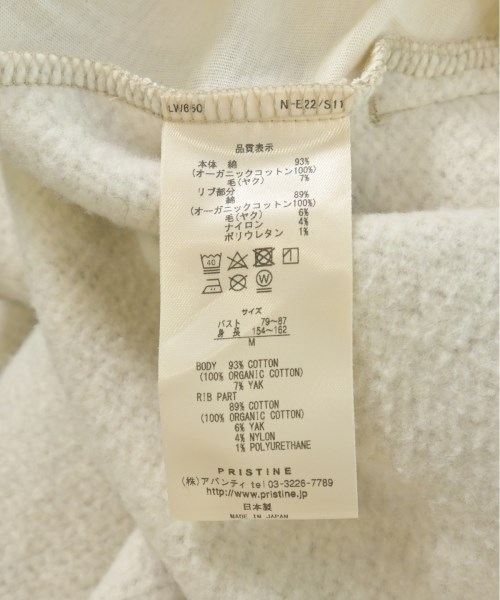 LW650 N-E22/S11
品質表示
本体 綿 93%
(オーガニックコットン100%)
毛(ヤク) 7%
リブ部分
綿 89%
(オーガニックコットン100%)
毛(ヤク) 6%
ナイロン 4%
ポリウレタン 1%
40
W
サイズ
バスト 79〜87
身長 154〜162
M
BODY 93% COTTON
(100% ORGANIC COTTON)
7% YAK
RIB PART
89% COTTON
(100% ORGANIC COTTON)
6% YAK
4% NYLON
1% POLYURETHANE
PRISTINE
(株)アバンティ tel 03-3226-7789
http://www.pristine.jp
日本製
MADE IN JAPAN